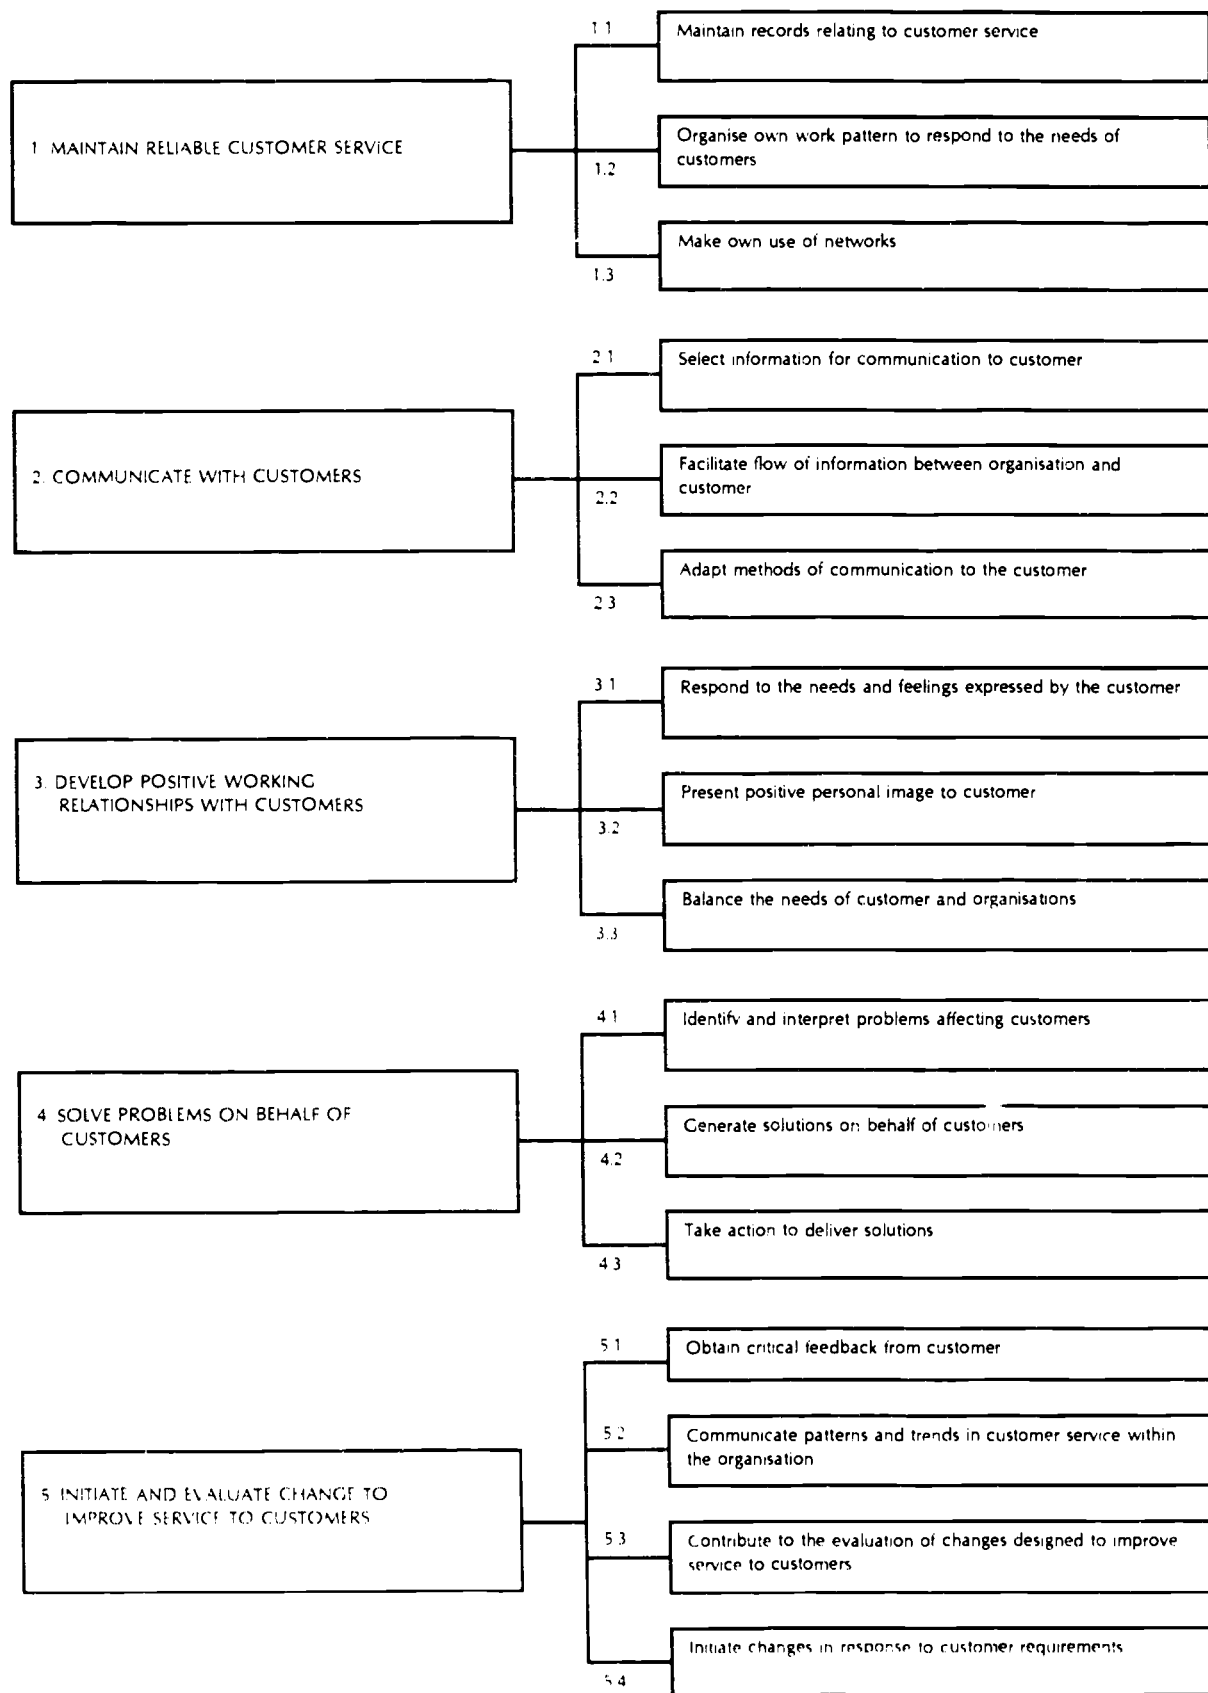 1 MAINTAIN RELIABLE CUSTOMER SERVICE
1.1
Maintain records relating to customer service
Organise own work pattern to respond to the needs of
customers
1.2
Make own use of networks
1.3
2. COMMUNICATE WITH CUSTOMERS
2.1
Select information for communication to customer
Facilitate flow of information between organisation and
customer
2.2
Adapt methods of communication to the customer
2.3
3. DEVELOP POSITIVE WORKING
RELATIONSHIPS WITH CUSTOMERS
3.1
Respond to the needs and feelings expressed by the customer
Present positive personal image to customer
3.2
Balance the needs of customer and organisations
3.3
4 SOLVE PROBLEMS ON BEHALF OF
CUSTOMERS
4.1
Identify and interpret problems affecting customers
Generate solutions on behalf of customers
4.2
Take action to deliver solutions
4.3
5 INITIATE AND EVALUATE CHANGE TO
IMPROVE SERVICE TO CUSTOMERS
5.1
Obtain critical feedback from customer
5.2
Communicate patterns and trends in customer service within
the organisation
5.3
Contribute to the evaluation of changes designed to improve
service to customers
Initiate changes in response to customer requirements
5.4